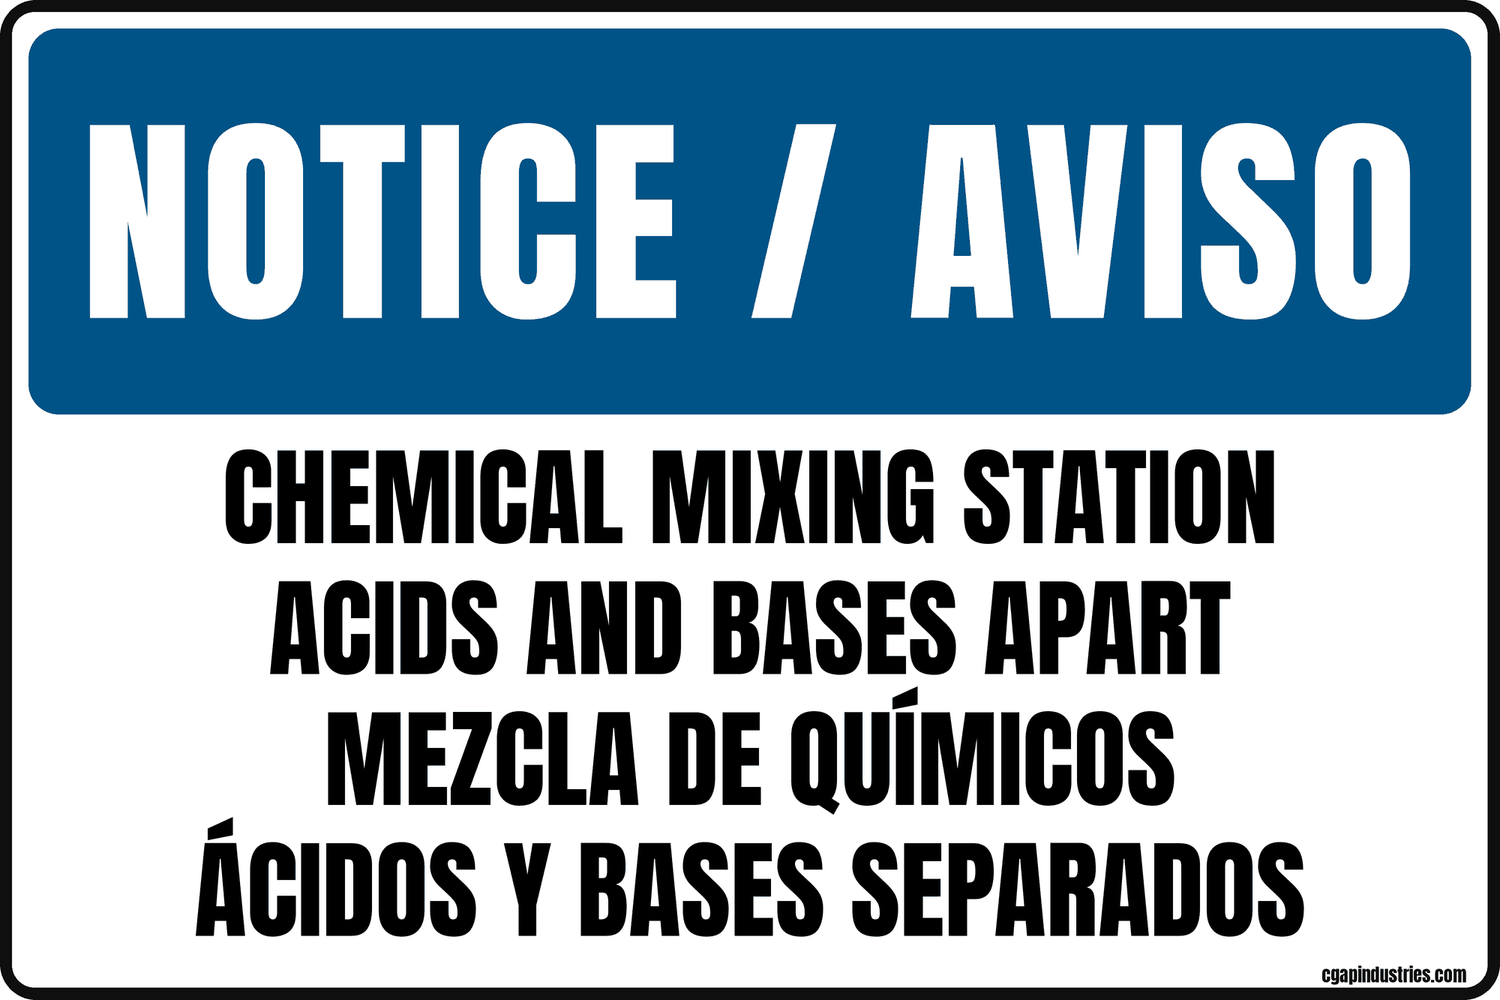 NOTICE / AVISO
CHEMICAL MIXING STATION
ACIDS AND BASES APART
MEZCLA DE QUÍMICOS
ÁCIDOS Y BASES SEPARADOS
cgapindustries.com